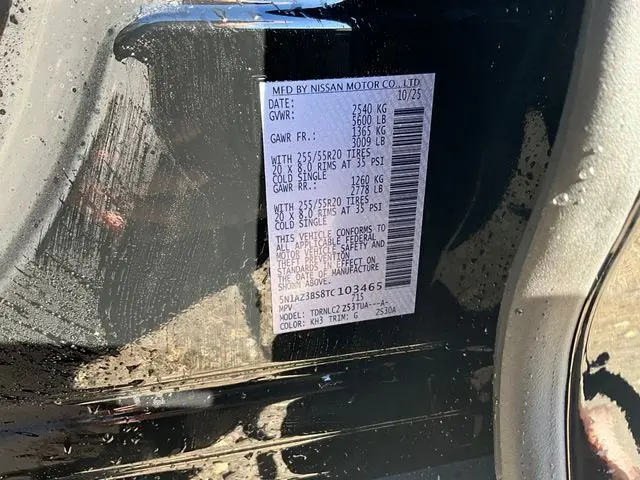 MFD BY NISSAN MOTOR CO., LTD.
DATE: 10/25
GVWR: 2540 KG
5600 LB
GAWR FR.: 1365 KG
3009 LB
WITH 255/55R20 TIRES
20 X 8.0 RIMS AT 35 PSI
COLD SINGLE
GAWR RR.: 1260 KG
2778 LB
WITH 255/55R20 TIRES
20 X 8.0 RIMS AT 35 PSI
COLD SINGLE
THIS VEHICLE CONFORMS TO
ALL APPLICABLE FEDERAL
MOTOR VEHICLE SAFETY AND
THEFT PREVENTION
STANDARDS IN EFFECT ON
THE DATE OF MANUFACTURE
SHOWN ABOVE.
5N1AZ3BS8TC103465
MPV 715
MODEL: TDRNLC2 Z53TUA---A-
COLOR: KH3 TRIM: G 2S30A